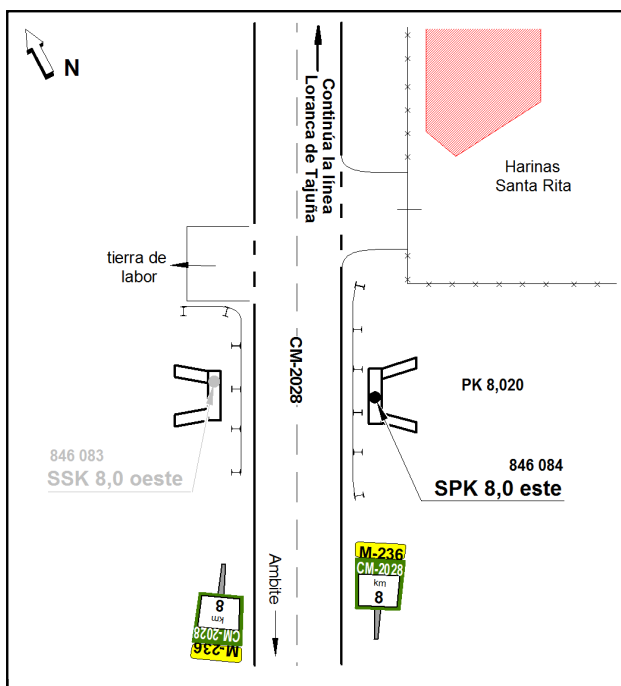 N
Continúa la línea
Loranca de Tajuña
Harinas
Santa Rita
tierra de
labor
CM-2028
PK 8,020
846 083
SSK 8,0 oeste
846 084
SPK 8,0 este
Ambite
M-236
CM-2028
km
8
8
km
CM-2028
M-236